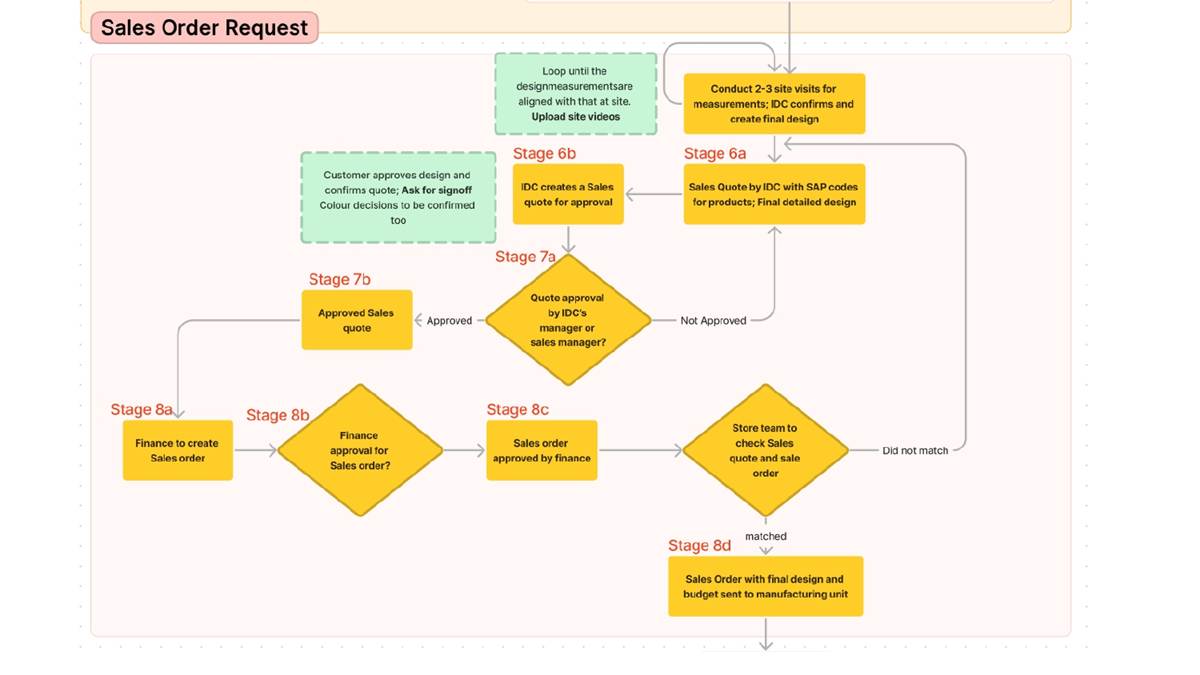 Sales Order Request
Loop until the
designmeasurementsare
aligned with that at site.
Upload site videos
Conduct 2-3 site visits for
measurements; IDC confirms and
create final design
Stage 6b
Stage 6a
Customer approves design and
confirms quote; Ask for signoff
Colour decisions to be confirmed
too
IDC creates a Sales
quote for approval
Sales Quote by IDC with SAP codes
for products; Final detailed design
Stage 7a
Stage 7b
Approved Sales
quote
Approved
Quote approval
by IDC's
manager or
sales manager?
Not Approved
Stage 8a
Stage 8b
Stage 8c
Finance to create
Sales order
Finance
approval for
Sales order?
Sales order
approved by finance
Store team to
check Sales
quote and sale
order
Did not match
matched
Stage 8d
Sales Order with final design and
budget sent to manufacturing unit